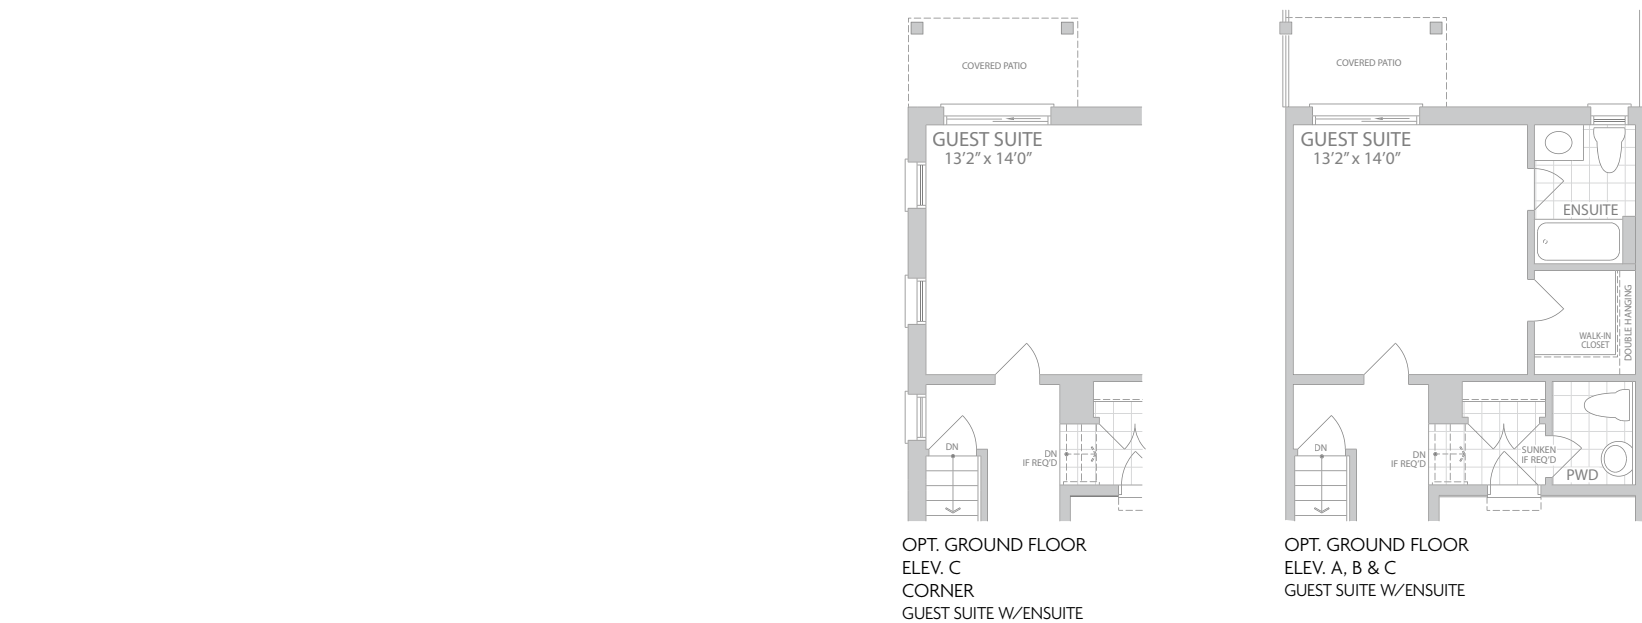 COVERED PATIO
GUEST SUITE
13'2" x 14'0"
DN
DN
IF REQ'D
OPT. GROUND FLOOR
ELEV. C
CORNER
GUEST SUITE W/ENSUITE
COVERED PATIO
GUEST SUITE
13'2" x 14'0"
ENSUITE
DOUBLE HANGING
WALK-IN
CLOSET
DN
DN
IF REQ'D
SUNKEN
IF REQ'D
PWD
OPT. GROUND FLOOR
ELEV. A, B & C
GUEST SUITE W/ENSUITE